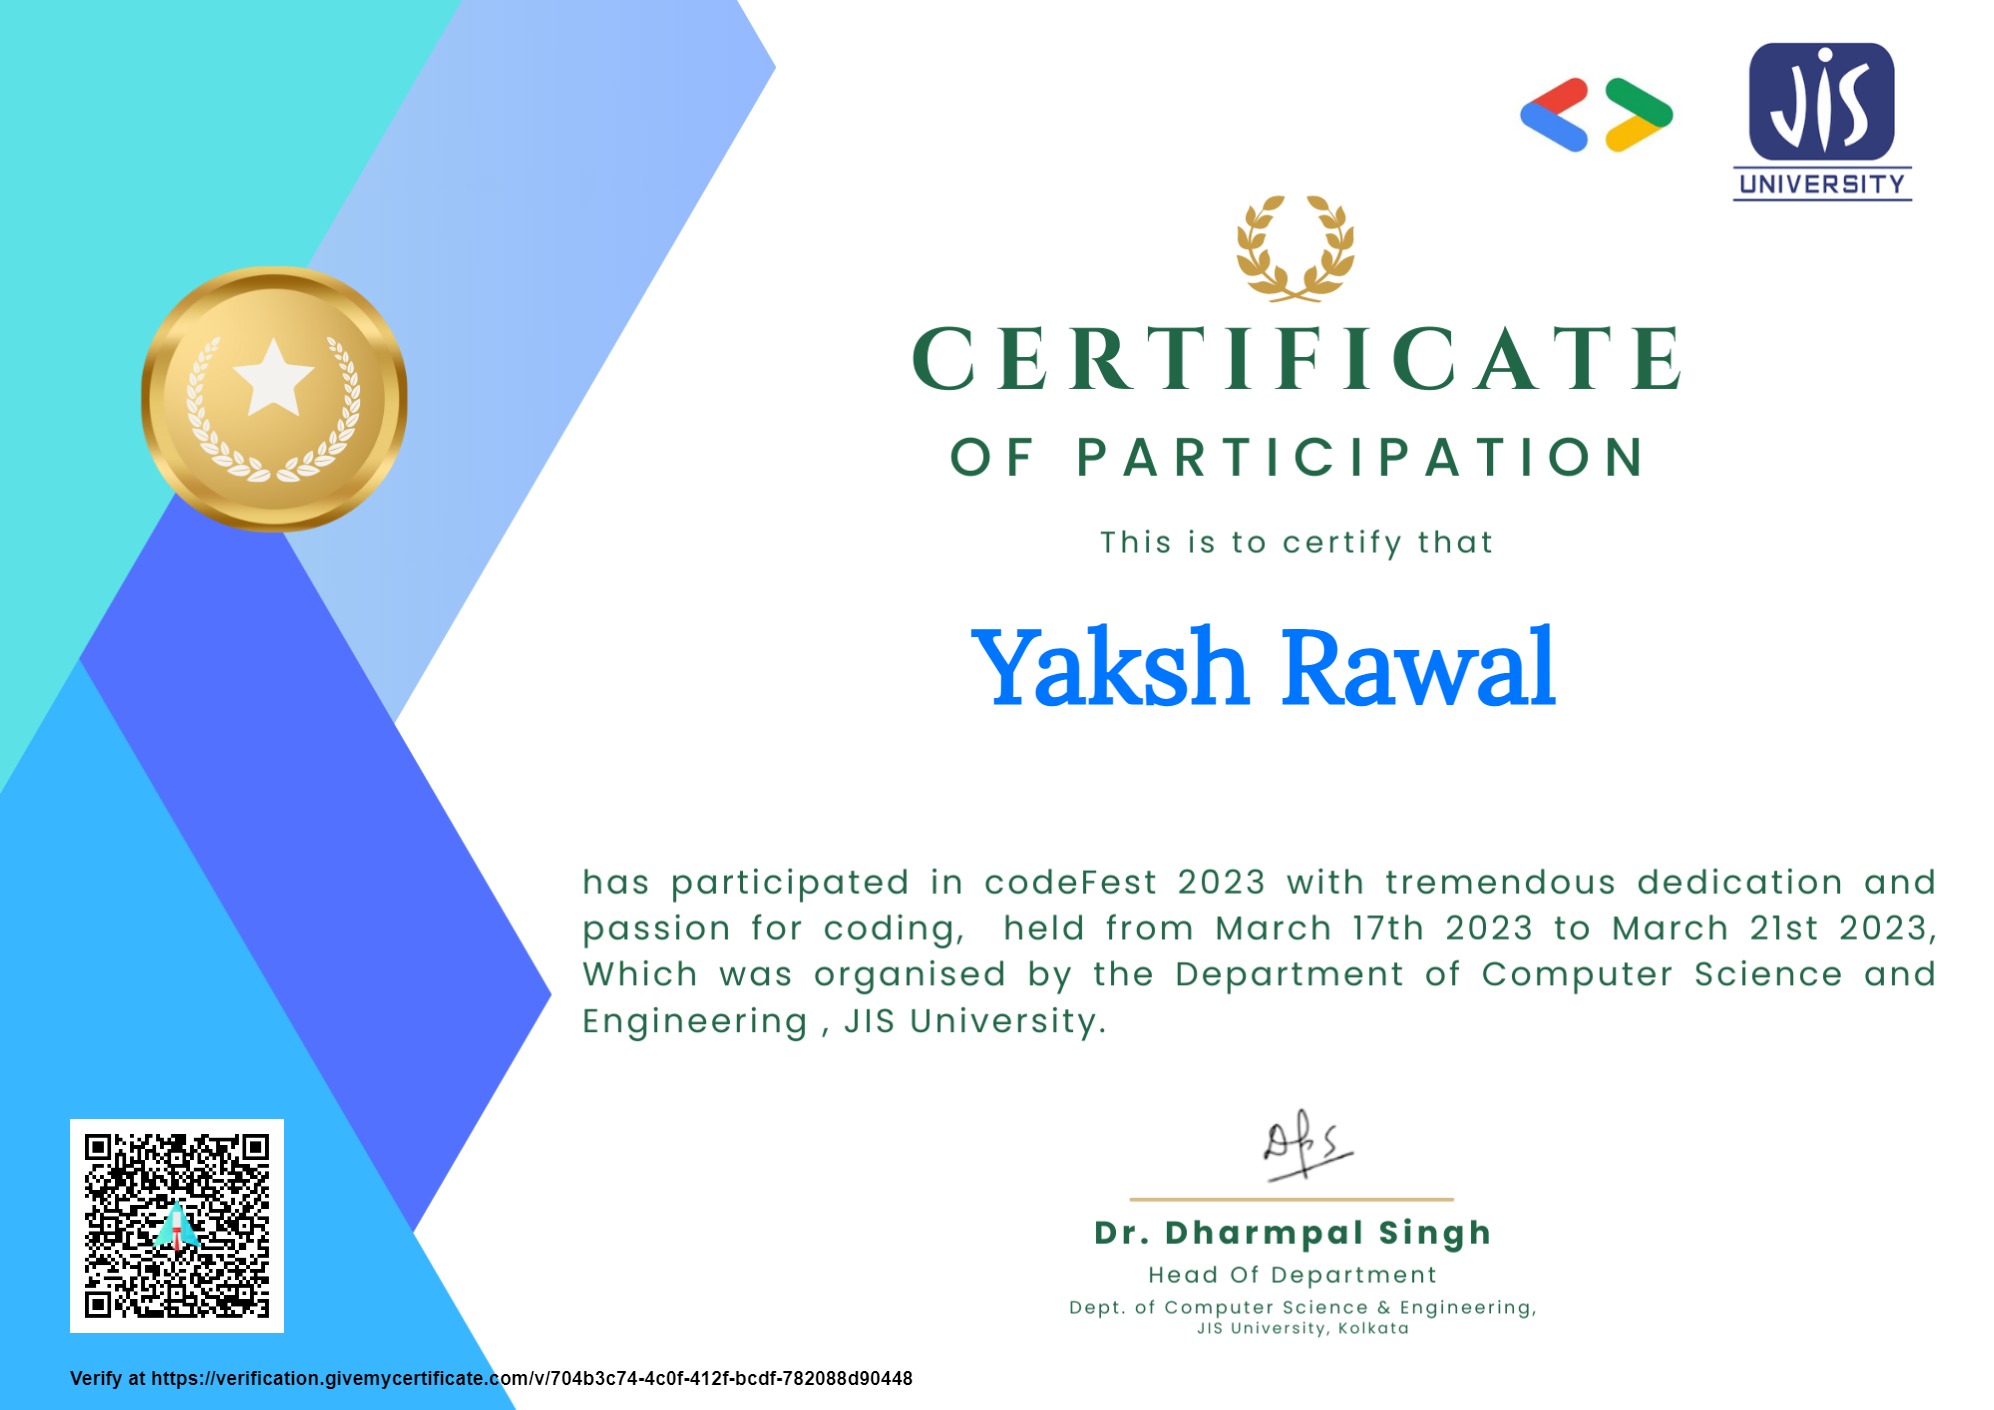 JiS
UNIVERSITY
CERTIFICATE
OF PARTICIPATION
This is to certify that
Yaksh Rawal
has participated in codeFest 2023 with tremendous dedication and
passion for coding, held from March 17th 2023 to March 21st 2023,
Which was organised by the Department of Computer Science and
Engineering , JIS University.
Dps
Dr. Dharmpal Singh
Head Of Department
Dept. of Computer Science & Engineering,
JIS University, Kolkata
Verify at https://verification.givemycertificate.com/v/704b3c74-4c0f-412f-bcdf-782088d90448